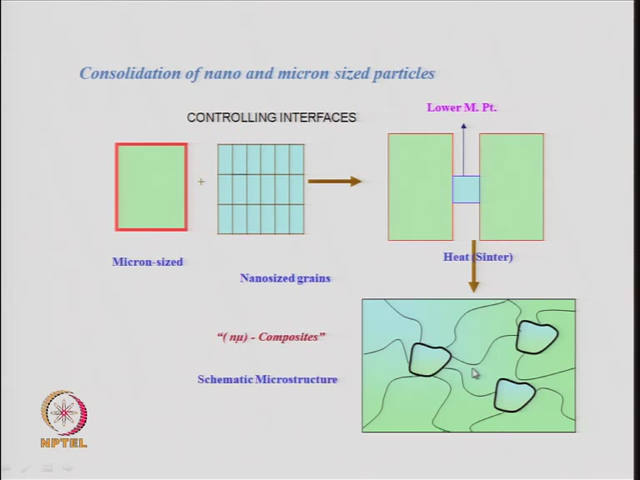 Consolidation of nano and micron sized particles
Lower M. Pt.
CONTROLLING INTERFACES
+
Micron-sized
Heat (Sinter)
Nanosized grains
“( nμ) - Composites”
Schematic Microstructure
NPTEL